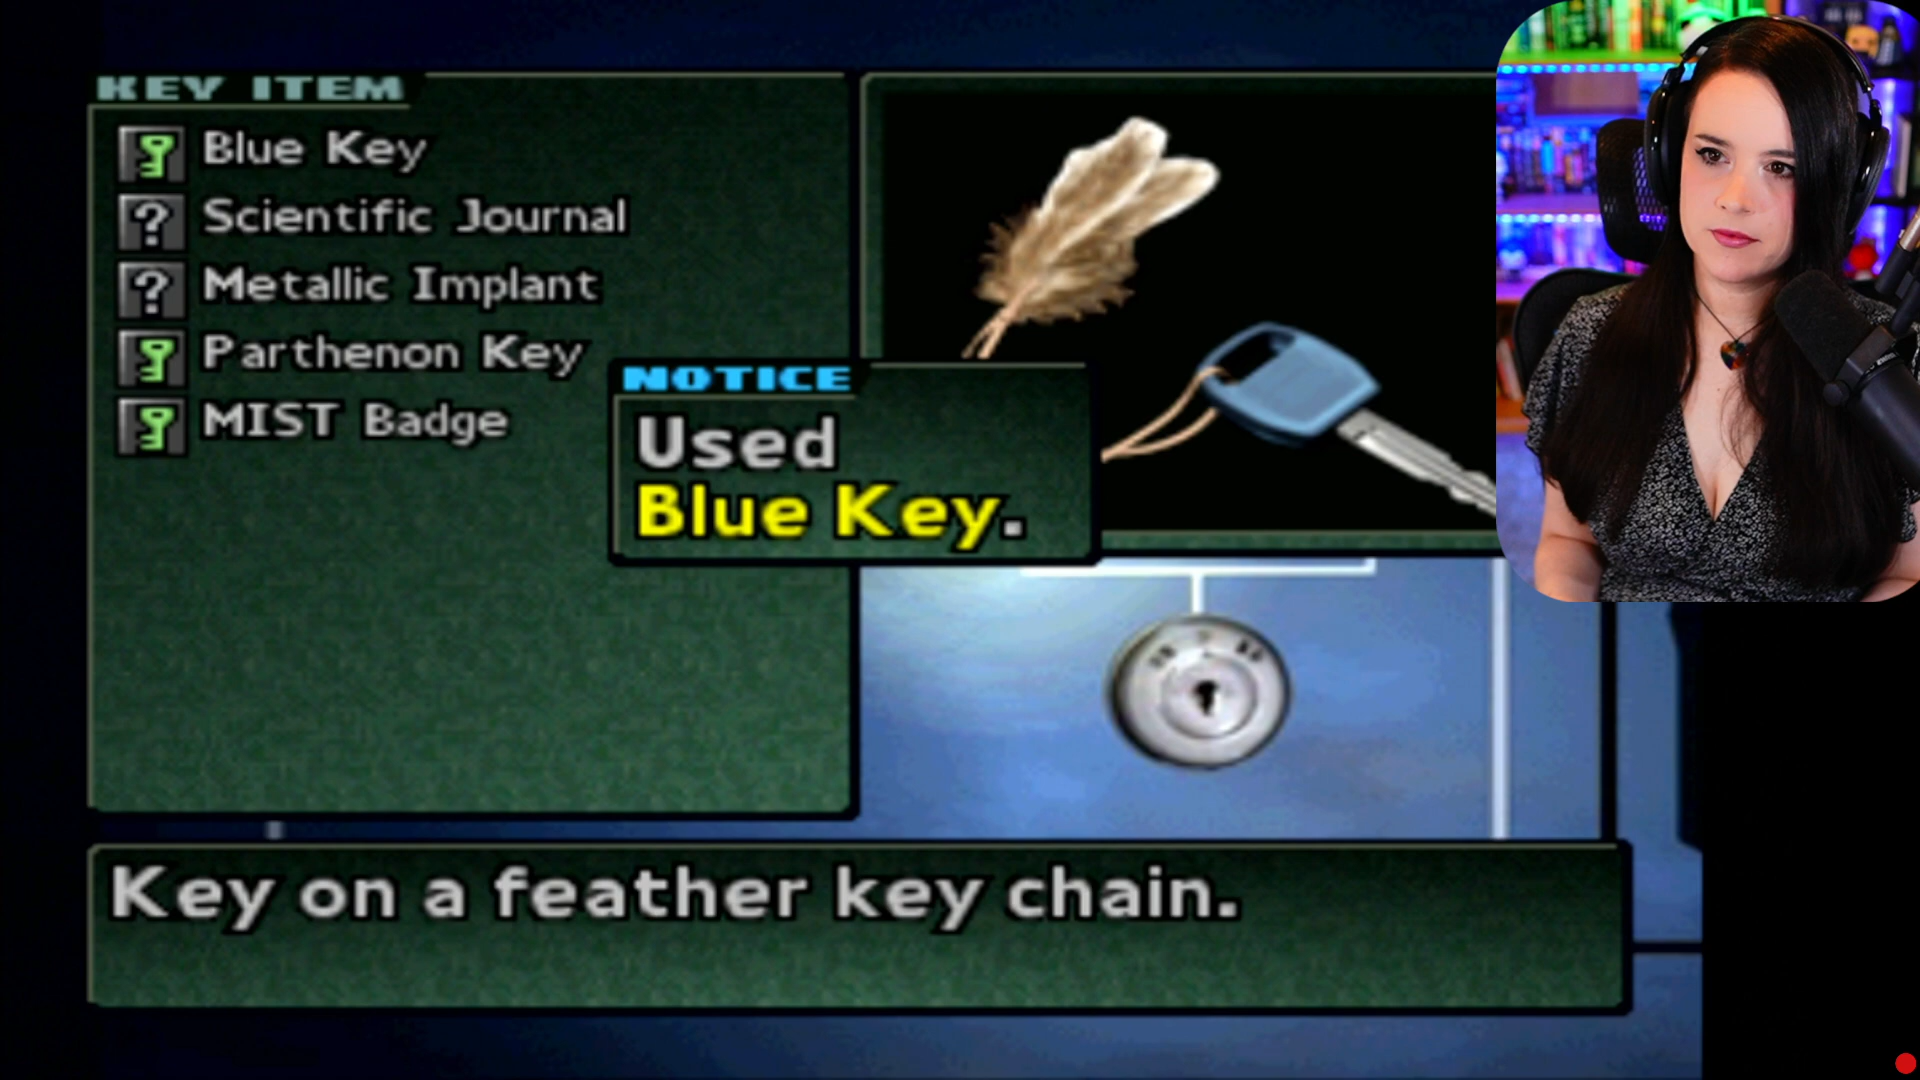 KEY ITEM
Blue Key
Scientific Journal
Metallic Implant
Parthenon Key
MIST Badge
NOTICE
Used
Blue Key.
Key on a feather key chain.